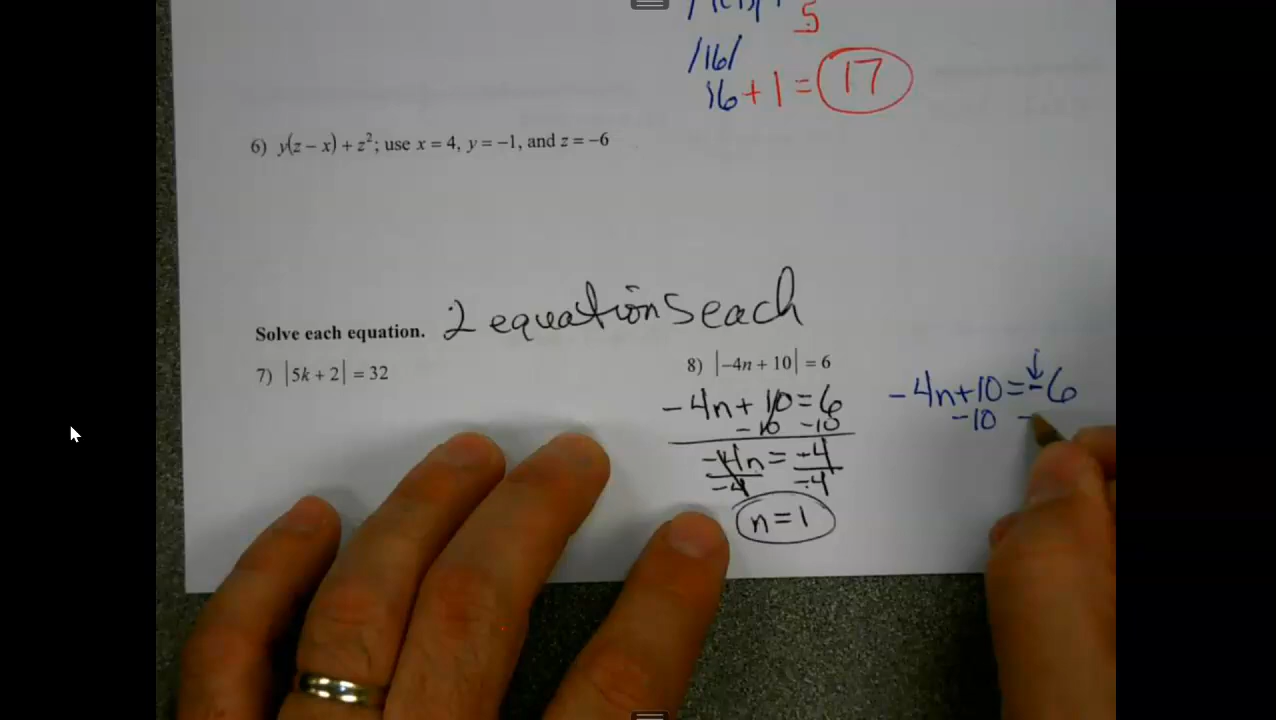 5
/16/
16 + 1 = 17
6) y(z − x) + z²; use x = 4, y = −1, and z = −6
Solve each equation. 2 equations each
7) |5k + 2| = 32
8) |−4n + 10| = 6
-4n + 10 = 6
-10 -10
-4n = -4
-4 -4
n = 1
-4n+10=-6
-10 -